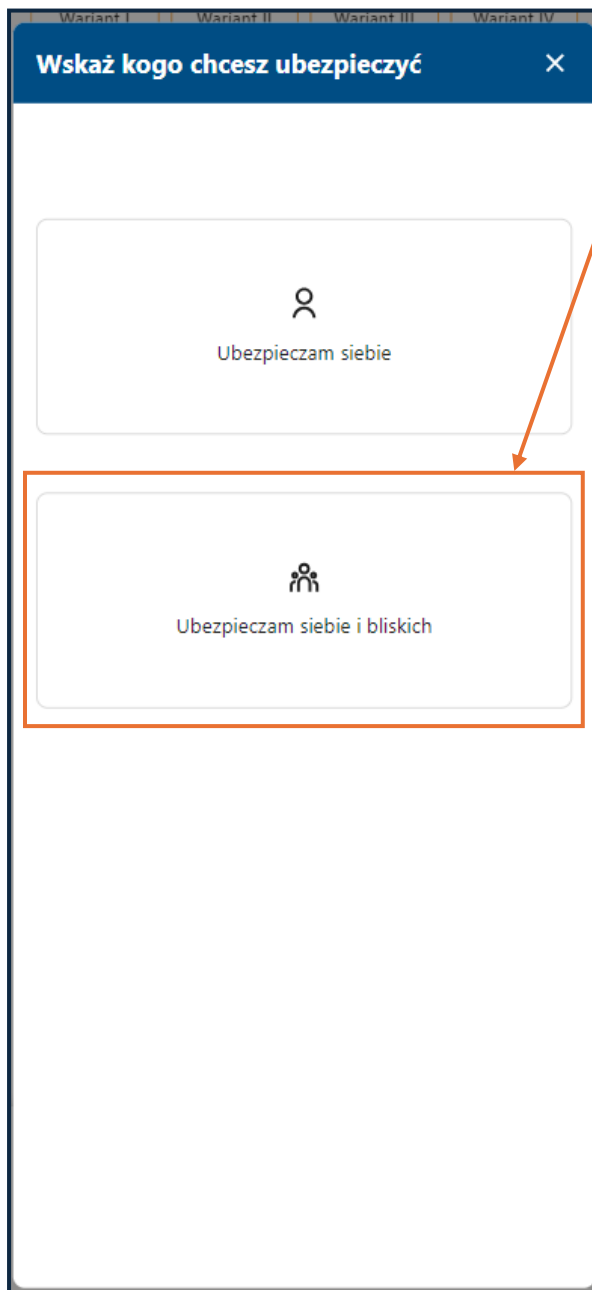 Wariant I Wariant II Wariant III Wariant IV
Wskaż kogo chcesz ubezpieczyć
Ubezpieczam siebie
Ubezpieczam siebie i bliskich